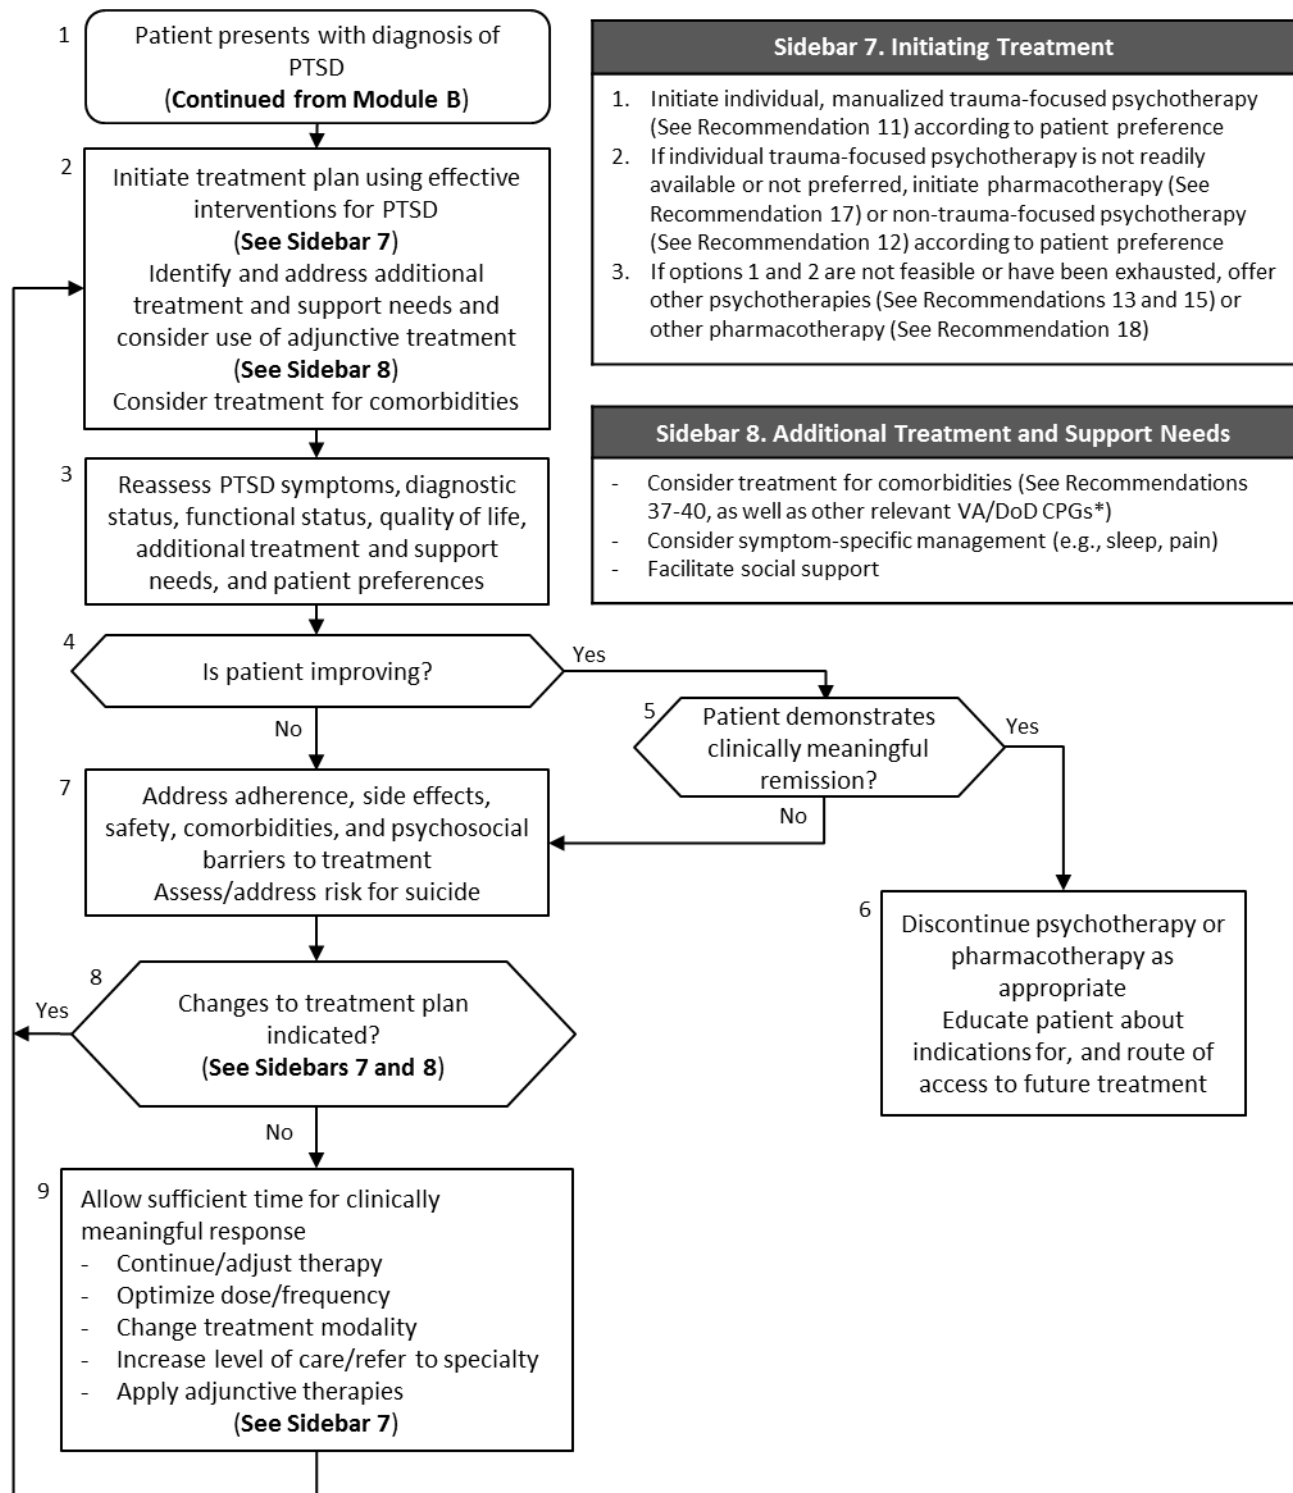 1
Patient presents with diagnosis of
PTSD
(Continued from Module B)
2
Initiate treatment plan using effective
interventions for PTSD
(See Sidebar 7)
Identify and address additional
treatment and support needs and
consider use of adjunctive treatment
(See Sidebar 8)
Consider treatment for comorbidities
3
Reassess PTSD symptoms, diagnostic
status, functional status, quality of life,
additional treatment and support
needs, and patient preferences
4
Is patient improving?
Yes
No
5
Patient demonstrates
clinically meaningful
remission?
Yes
No
6
Discontinue psychotherapy or
pharmacotherapy as
appropriate
Educate patient about
indications for, and route of
access to future treatment
7
Address adherence, side effects,
safety, comorbidities, and psychosocial
barriers to treatment
Assess/address risk for suicide
8
Changes to treatment plan
indicated?
(See Sidebars 7 and 8)
Yes
No
9
Allow sufficient time for clinically
meaningful response
- Continue/adjust therapy
- Optimize dose/frequency
- Change treatment modality
- Increase level of care/refer to specialty
- Apply adjunctive therapies
(See Sidebar 7)
Sidebar 7. Initiating Treatment
1. Initiate individual, manualized trauma-focused psychotherapy
(See Recommendation 11) according to patient preference
2. If individual trauma-focused psychotherapy is not readily
available or not preferred, initiate pharmacotherapy (See
Recommendation 17) or non-trauma-focused psychotherapy
(See Recommendation 12) according to patient preference
3. If options 1 and 2 are not feasible or have been exhausted, offer
other psychotherapies (See Recommendations 13 and 15) or
other pharmacotherapy (See Recommendation 18)
Sidebar 8. Additional Treatment and Support Needs
- Consider treatment for comorbidities (See Recommendations
37-40, as well as other relevant VA/DoD CPGs*)
- Consider symptom-specific management (e.g., sleep, pain)
- Facilitate social support